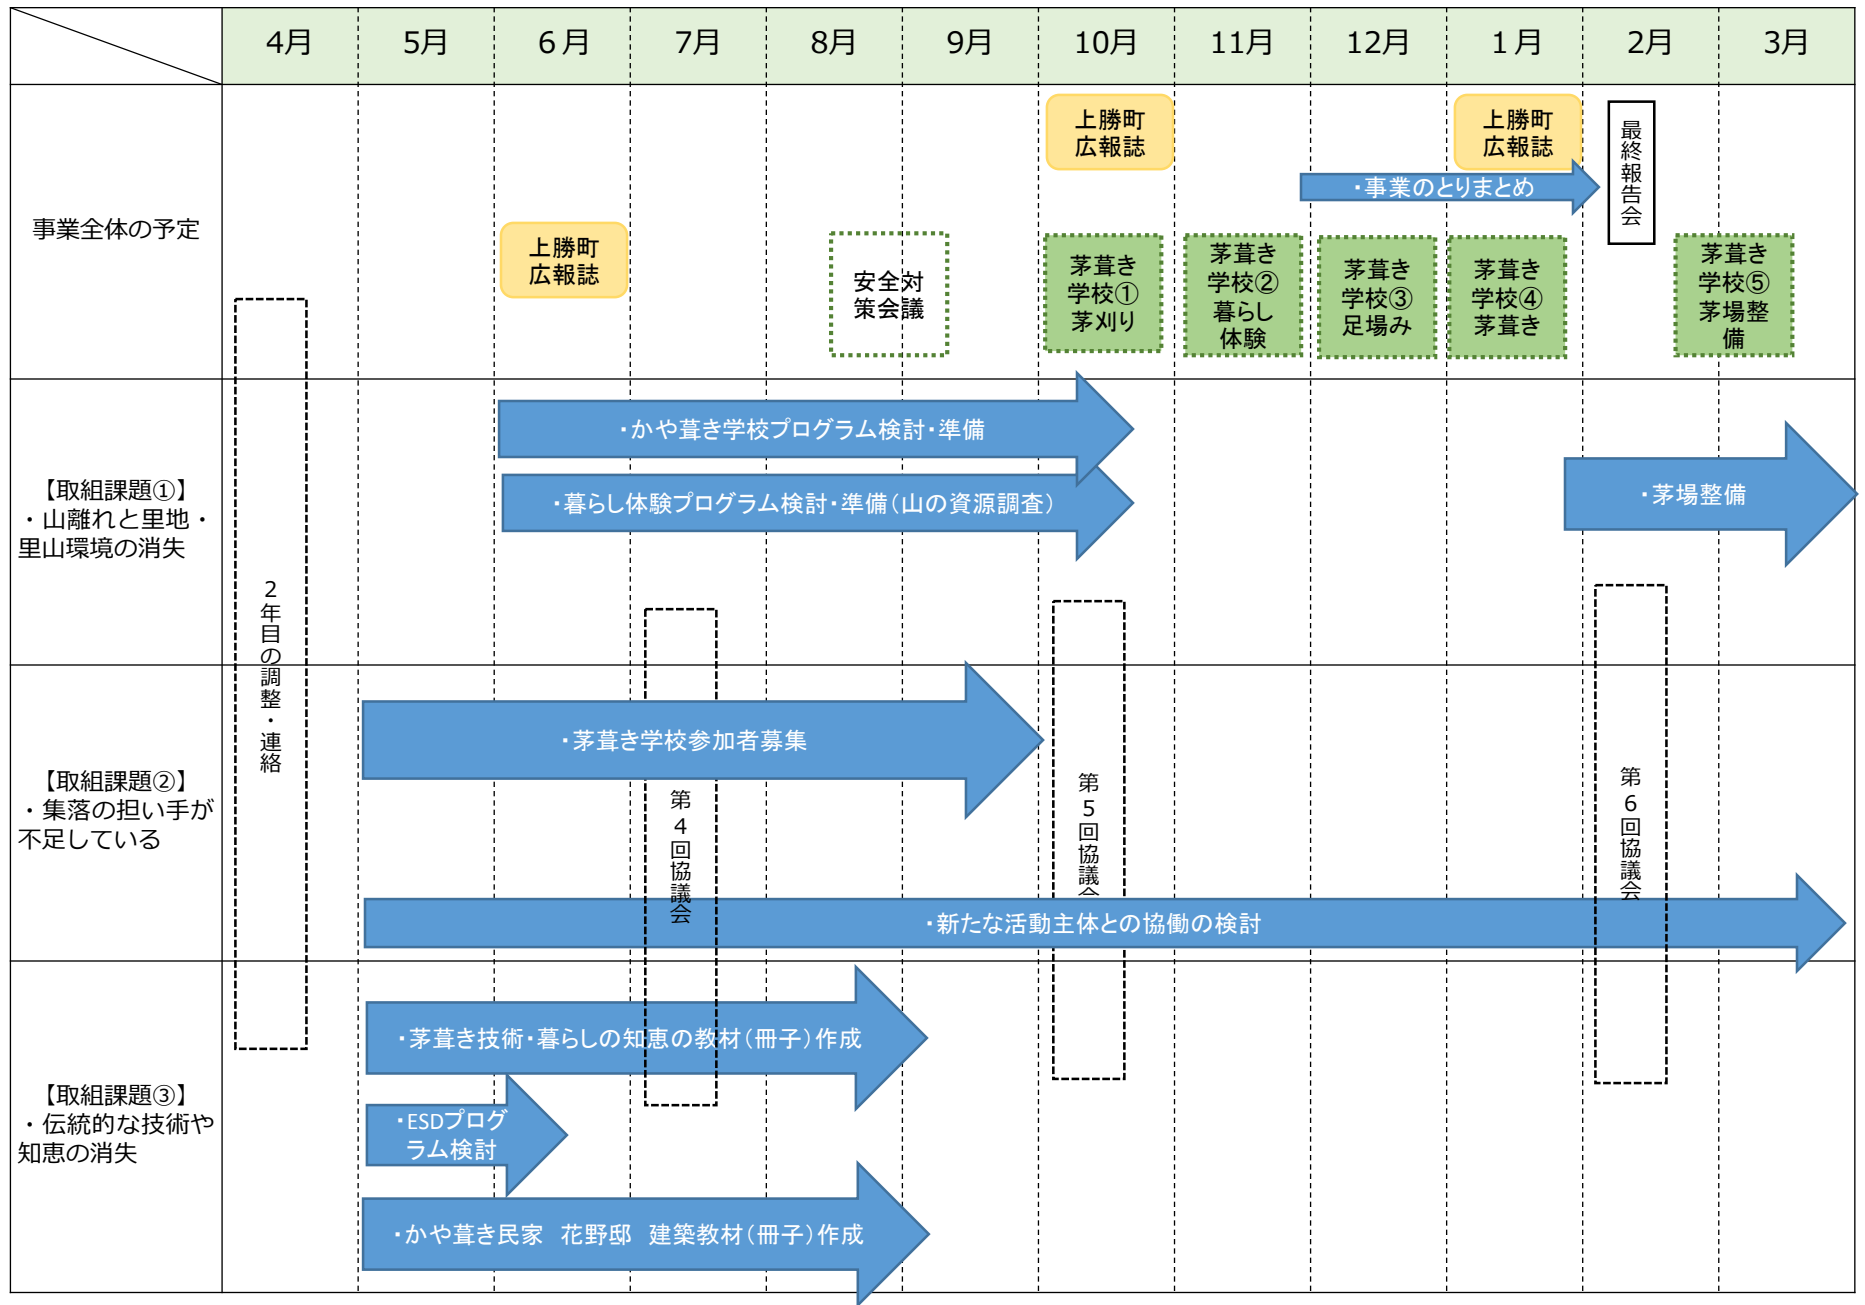 4月
5月
６月
7月
8月
9月
10月
11月
12月
１月
2月
3月
事業全体の予定
上勝町
広報誌
上勝町
広報誌
上勝町
広報誌
・事業のとりまとめ
最終報告会
安全対
策会議
茅葺き
学校①
茅刈り
茅葺き
学校②
暮らし
体験
茅葺き
学校③
足場み
茅葺き
学校④
茅葺き
茅葺き
学校⑤
茅場整
備
２年目の調整・連絡
【取組課題①】
・山離れと里地・
里山環境の消失
・かや葺き学校プログラム検討・準備
・暮らし体験プログラム検討・準備（山の資源調査）
・茅場整備
【取組課題②】
・集落の担い手が
不足している
・茅葺き学校参加者募集
第４回協議会
第５回協議会
第６回協議会
・新たな活動主体との協働の検討
【取組課題③】
・伝統的な技術や
知恵の消失
・茅葺き技術・暮らしの知恵の教材（冊子）作成
・ESDプログ
ラム検討
・かや葺き民家　花野邸　建築教材（冊子）作成